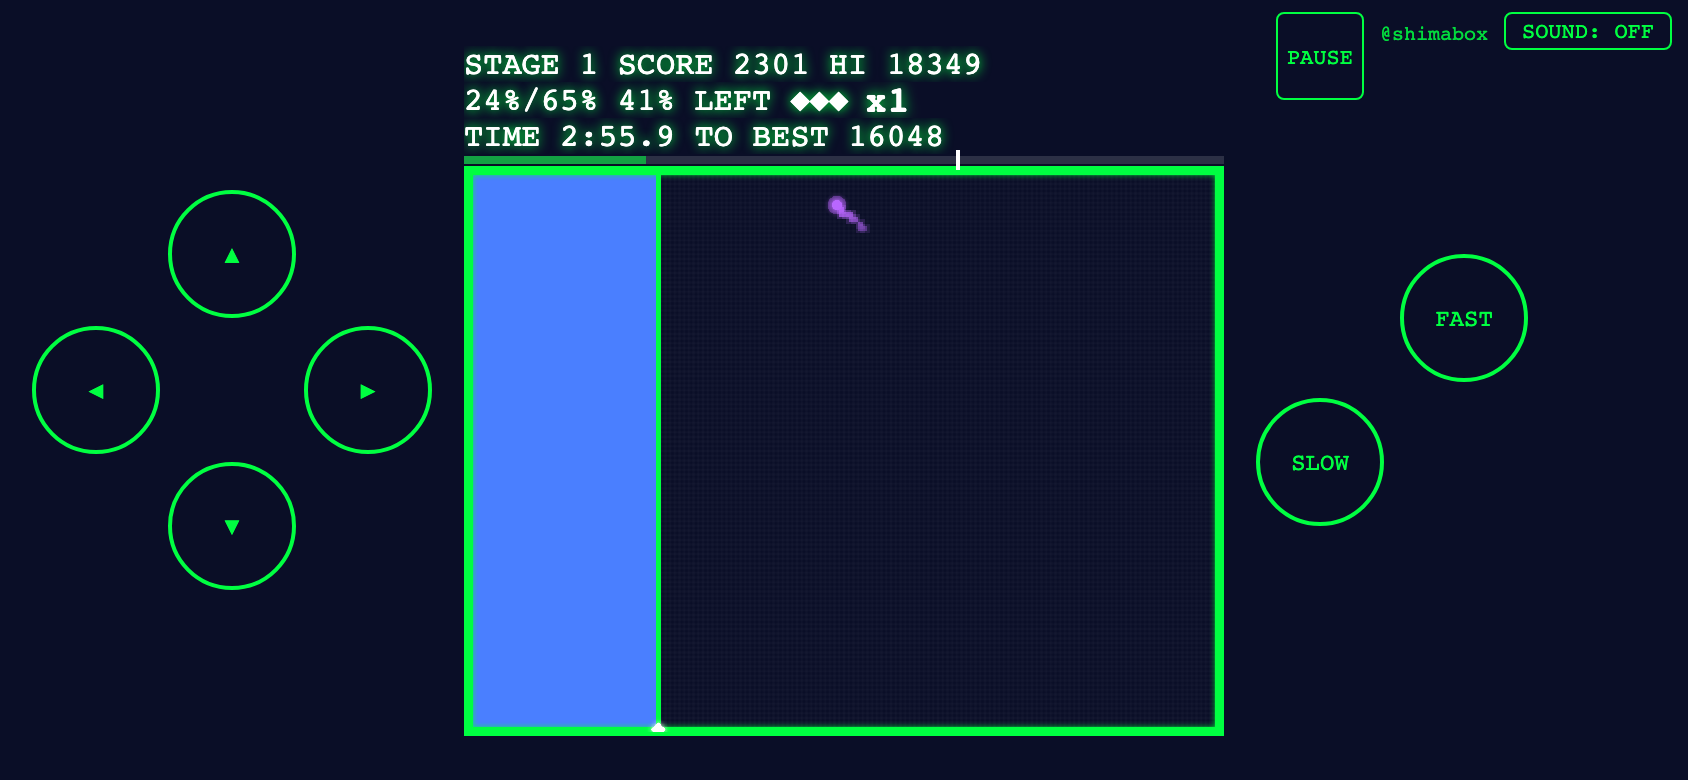 STAGE 1 SCORE 2301 HI 18349
24%/65% 41% LEFT ◆◆◆ x1
TIME 2:55.9 TO BEST 16048
PAUSE
@shimabox
SOUND: OFF
▲
◀
▶
▼
FAST
SLOW